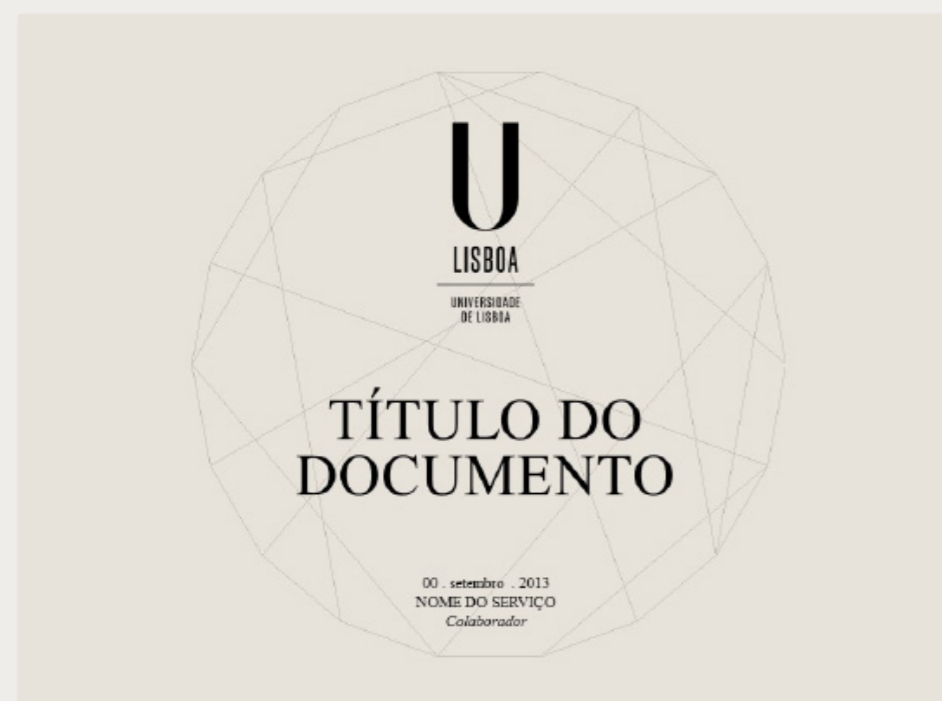 U
LISBOA
UNIVERSIDADE
DE LISBOA
TÍTULO DO
DOCUMENTO
00 . setembro . 2013
NOME DO SERVIÇO
Colaborador